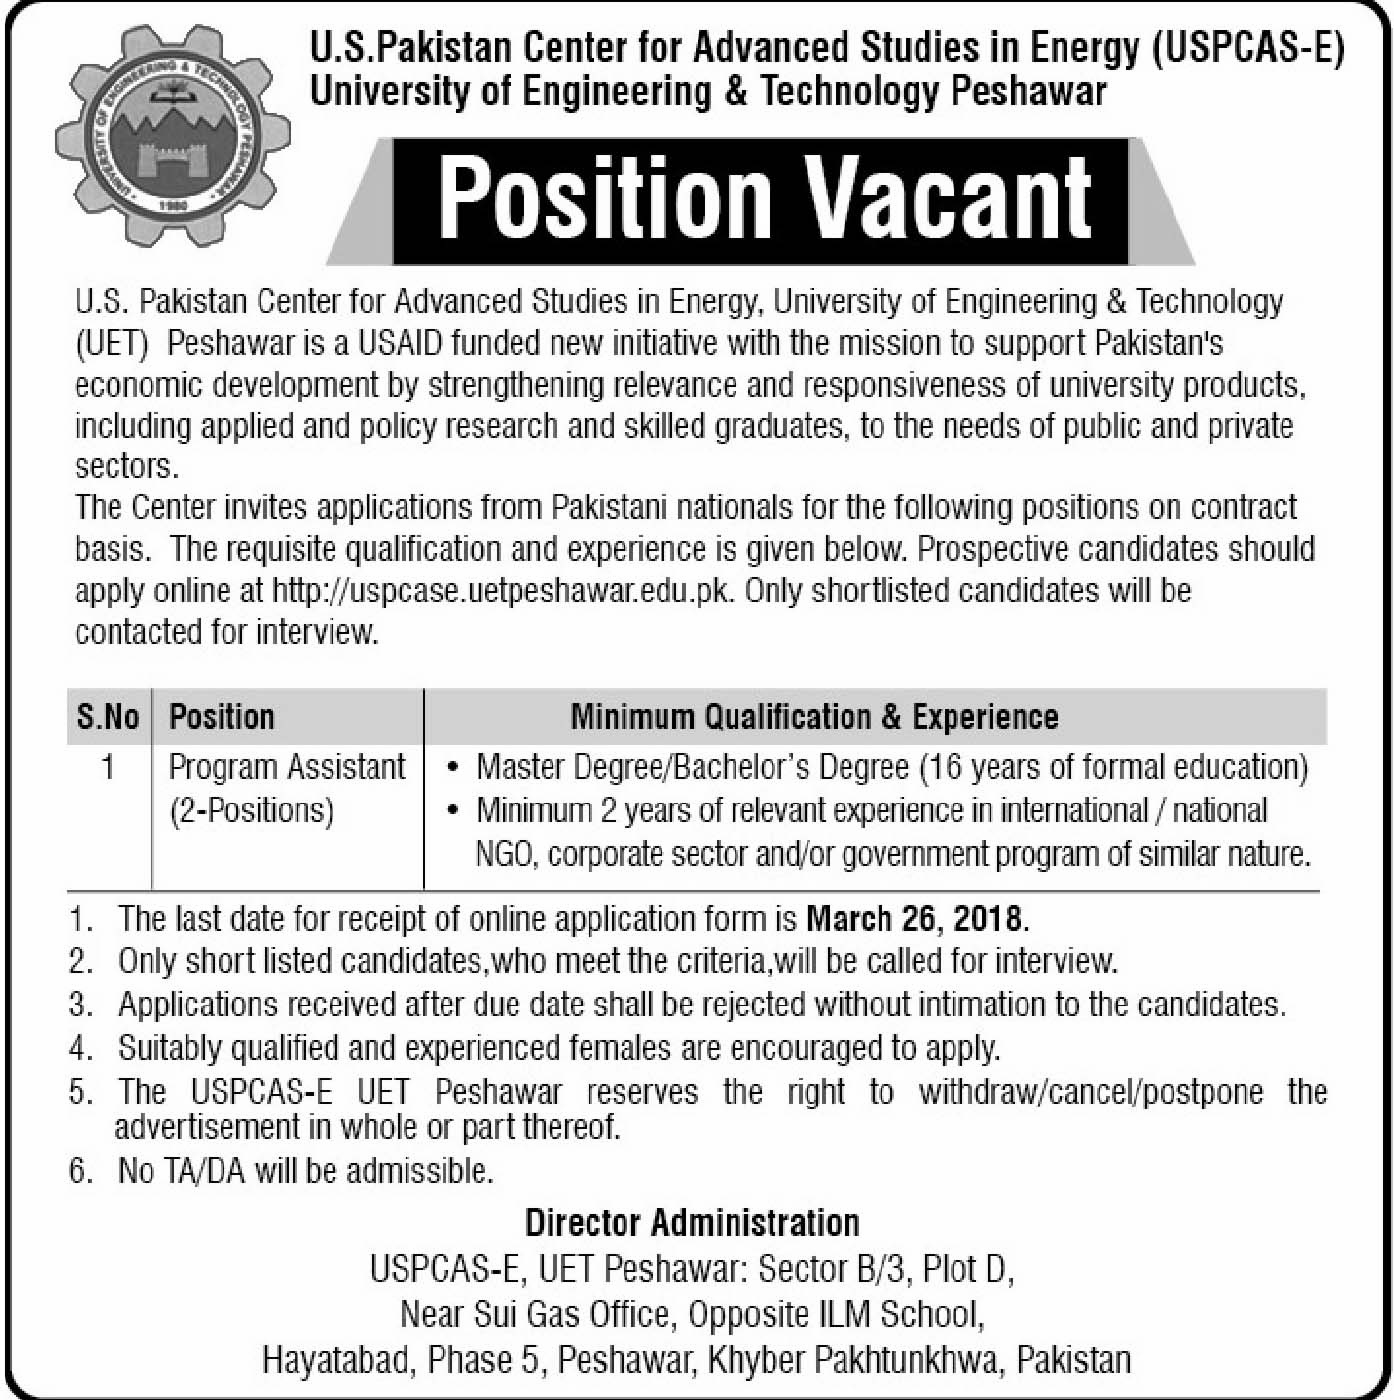 UNIVERSITY OF ENGINEERING & TECHNOLOGY PESHAWAR
1980
U.S.Pakistan Center for Advanced Studies in Energy (USPCAS-E)
University of Engineering & Technology Peshawar
Position Vacant
U.S. Pakistan Center for Advanced Studies in Energy, University of Engineering & Technology
(UET) Peshawar is a USAID funded new initiative with the mission to support Pakistan's
economic development by strengthening relevance and responsiveness of university products,
including applied and policy research and skilled graduates, to the needs of public and private
sectors.
The Center invites applications from Pakistani nationals for the following positions on contract
basis. The requisite qualification and experience is given below. Prospective candidates should
apply online at http://uspcase.uetpeshawar.edu.pk. Only shortlisted candidates will be
contacted for interview.
S.No Position Minimum Qualification & Experience
1 Program Assistant • Master Degree/Bachelor's Degree (16 years of formal education)
(2-Positions) • Minimum 2 years of relevant experience in international / national
NGO, corporate sector and/or government program of similar nature.
1. The last date for receipt of online application form is March 26, 2018.
2. Only short listed candidates,who meet the criteria,will be called for interview.
3. Applications received after due date shall be rejected without intimation to the candidates.
4. Suitably qualified and experienced females are encouraged to apply.
5. The USPCAS-E UET Peshawar reserves the right to withdraw/cancel/postpone the
advertisement in whole or part thereof.
6. No TA/DA will be admissible.
Director Administration
USPCAS-E, UET Peshawar: Sector B/3, Plot D,
Near Sui Gas Office, Opposite ILM School,
Hayatabad, Phase 5, Peshawar, Khyber Pakhtunkhwa, Pakistan